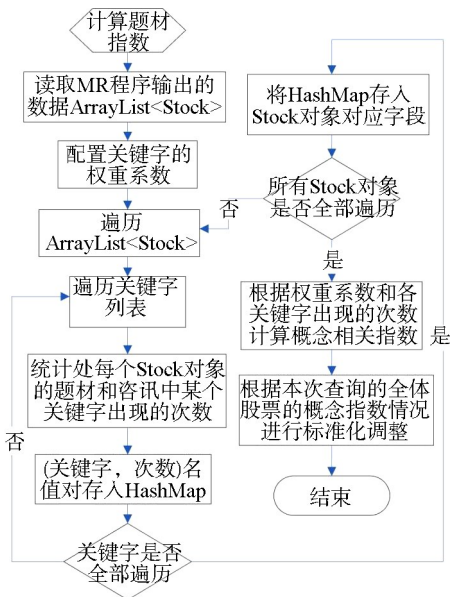 计算题材
指数
读取MR程序输出的
数据ArrayList<Stock>
配置关键字的
权重系数
遍历
ArrayList<Stock>
遍历关键字
列表
统计处每个Stock对象
的题材和咨讯中某个
关键字出现的次数
否
(关键字，次数)名
值对存入HashMap
关键字是否
全部遍历
将HashMap存入
Stock对象对应字段
所有Stock对象
是否全部遍历
否
是
根据权重系数和各
关键字出现的次数
计算概念相关指数
是
根据本次查询的全体
股票的概念指数情况
进行标准化调整
结束